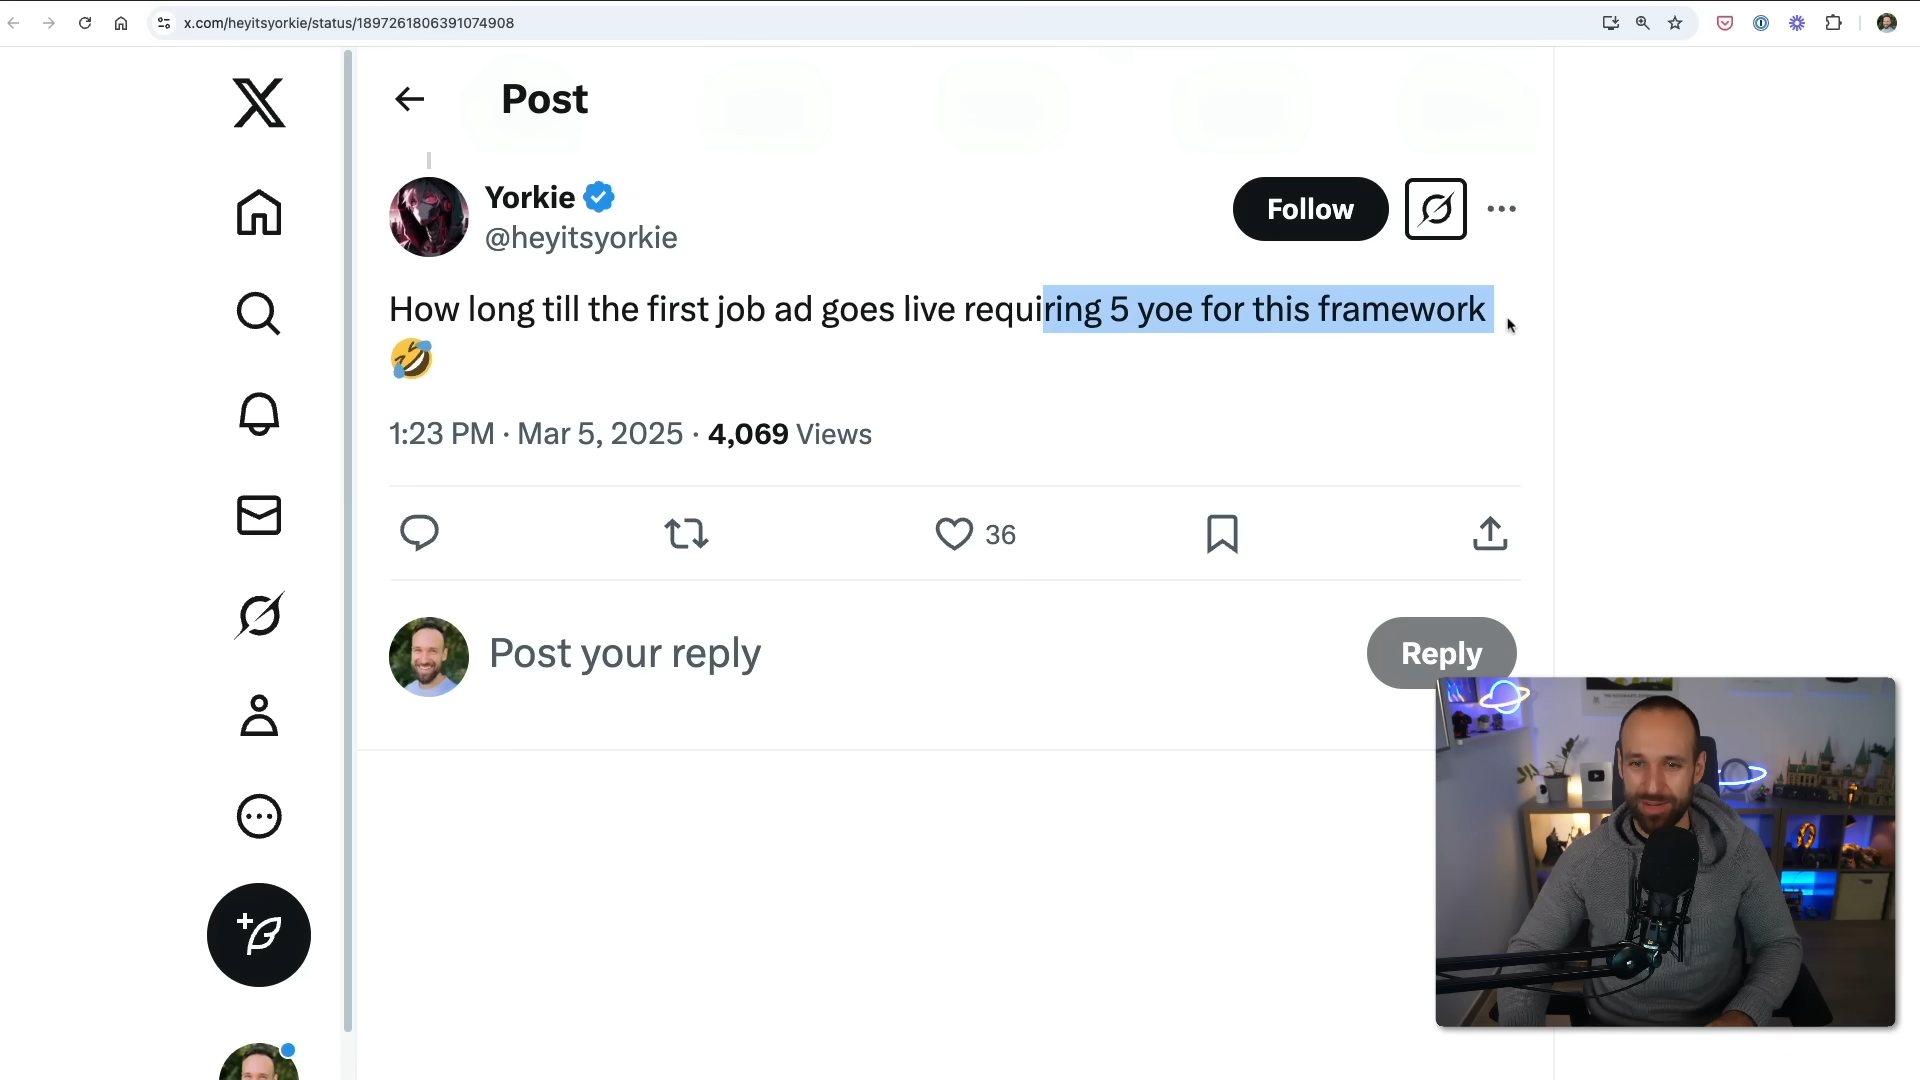 x.com/heyitsyorkie/status/1897261806391074908
Post
Yorkie
@heyitsyorkie
Follow
How long till the first job ad goes live requiring 5 yoe for this framework
🤣
1:23 PM · Mar 5, 2025 · 4,069 Views
36
Post your reply
Reply